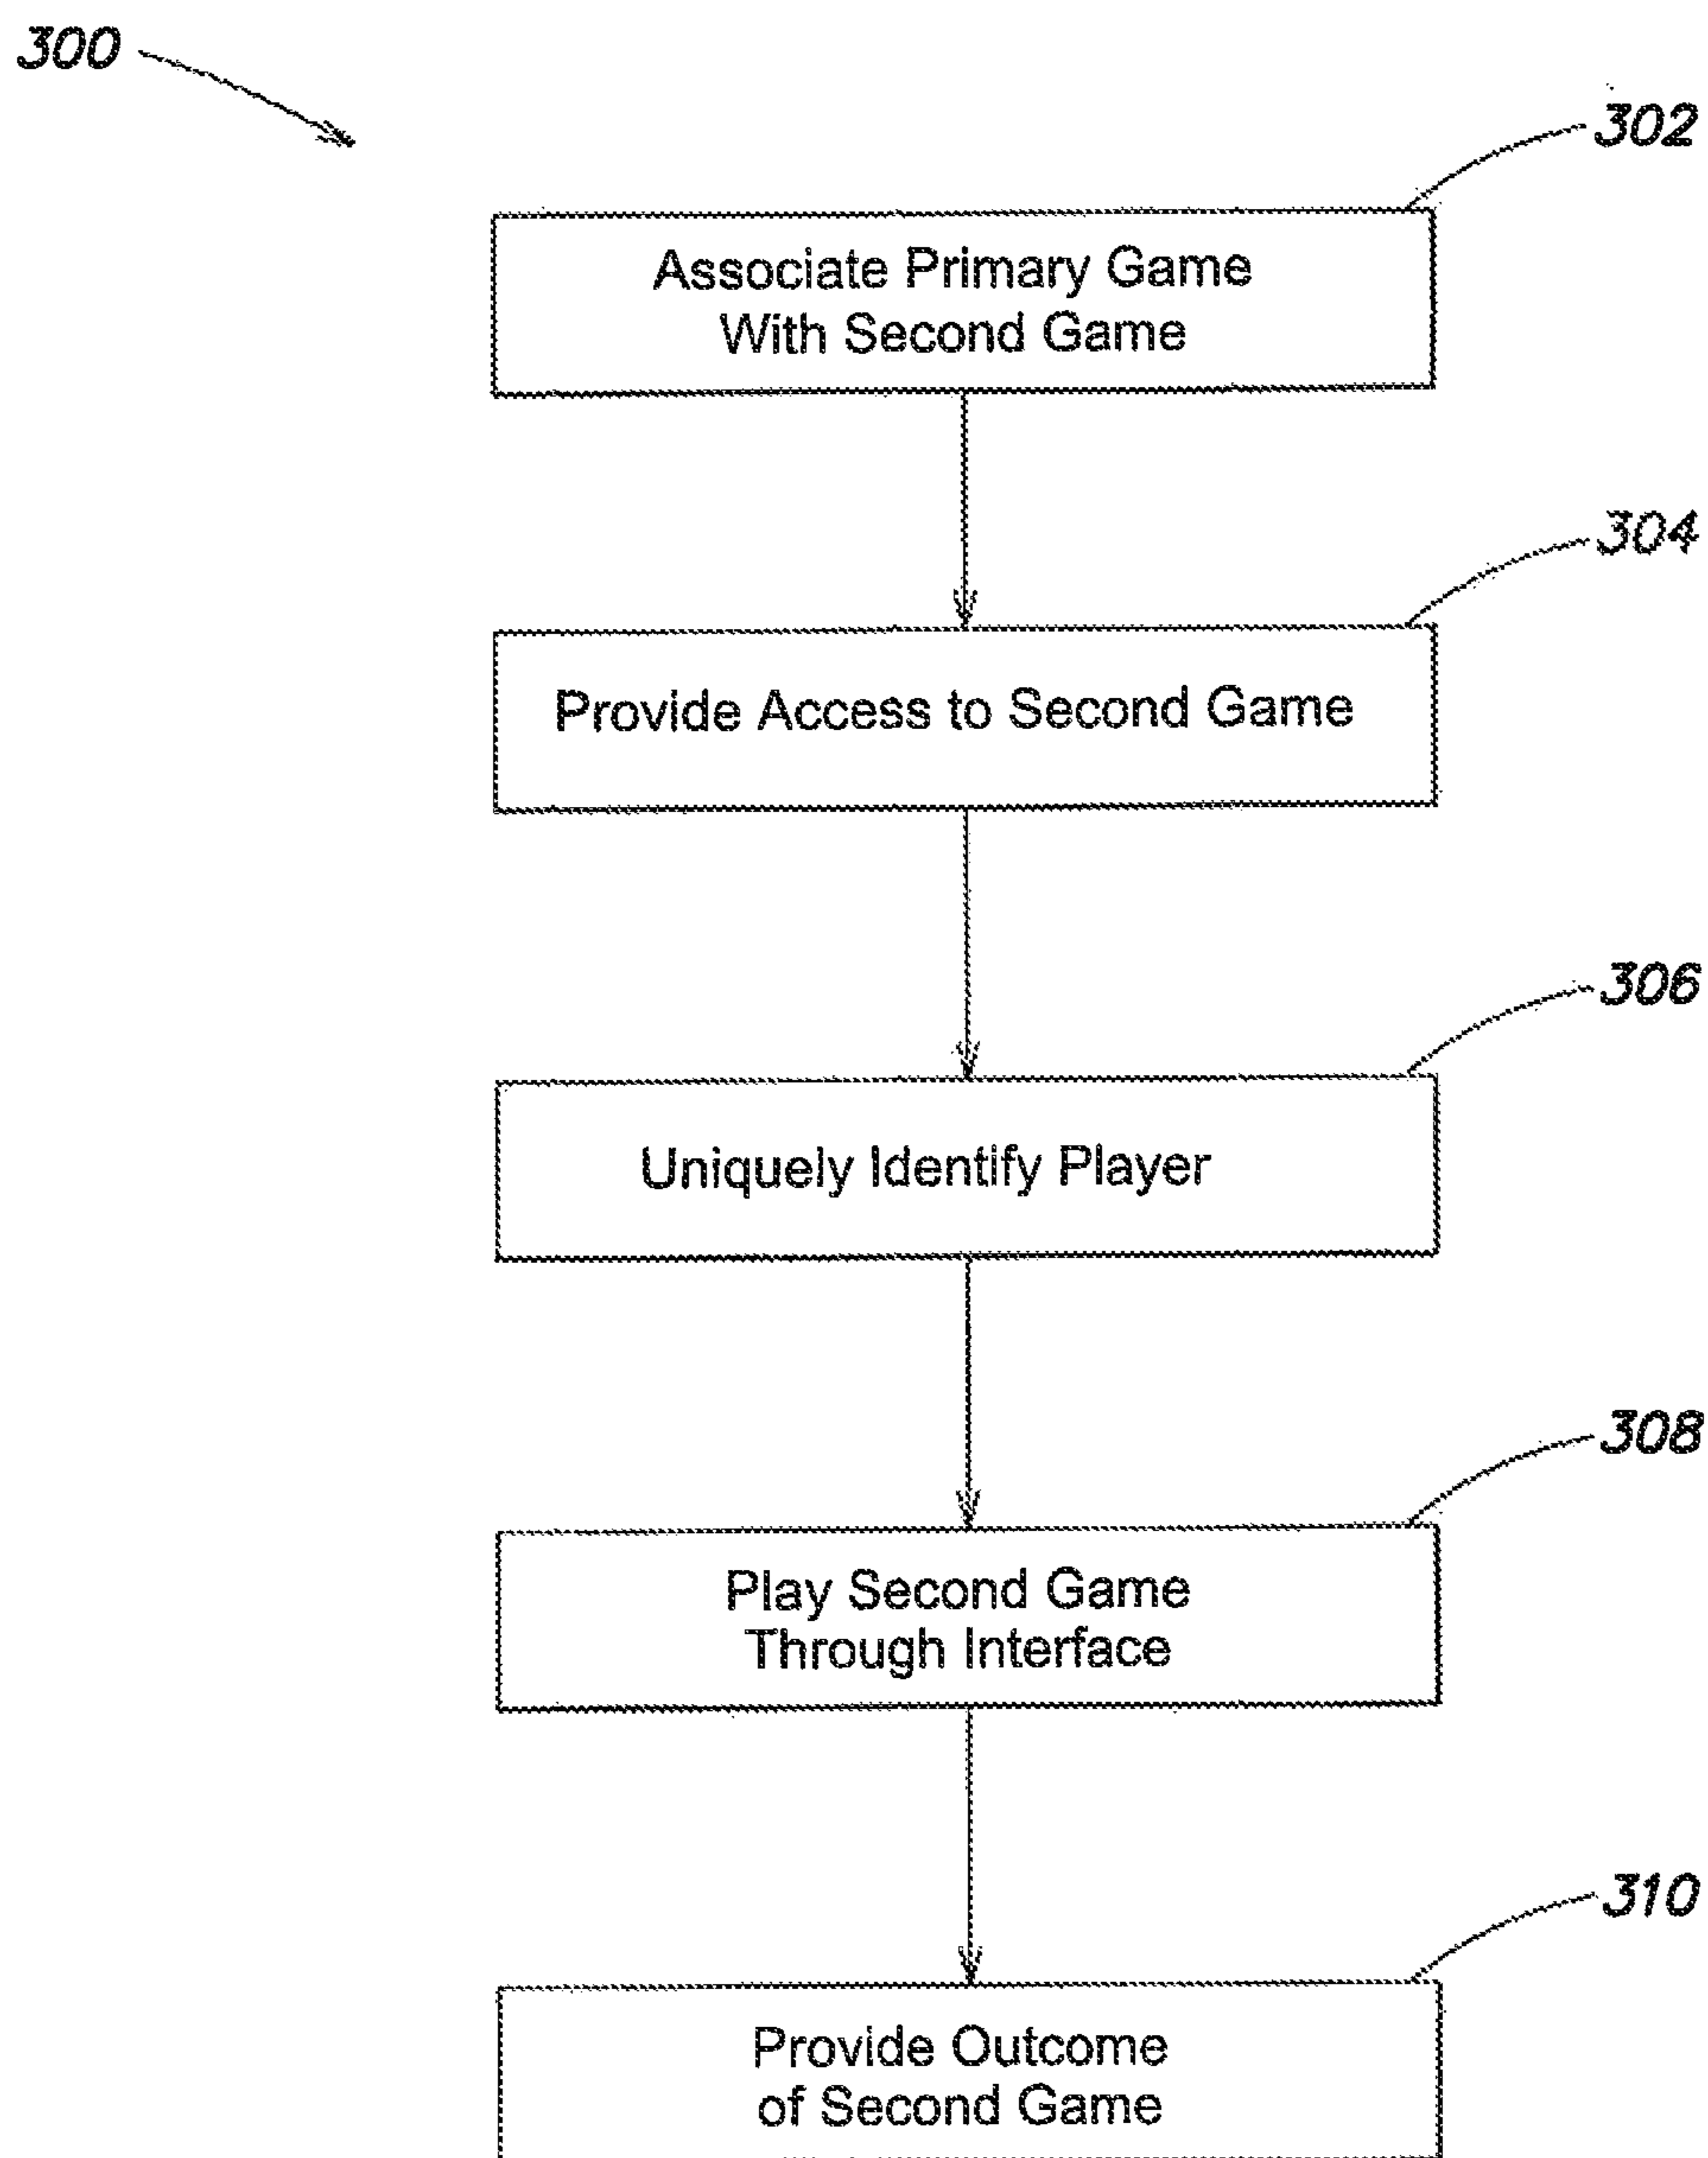 300
302
Associate Primary Game
With Second Game
304
Provide Access to Second Game
306
Uniquely Identify Player
308
Play Second Game
Through Interface
310
Provide Outcome
of Second Game